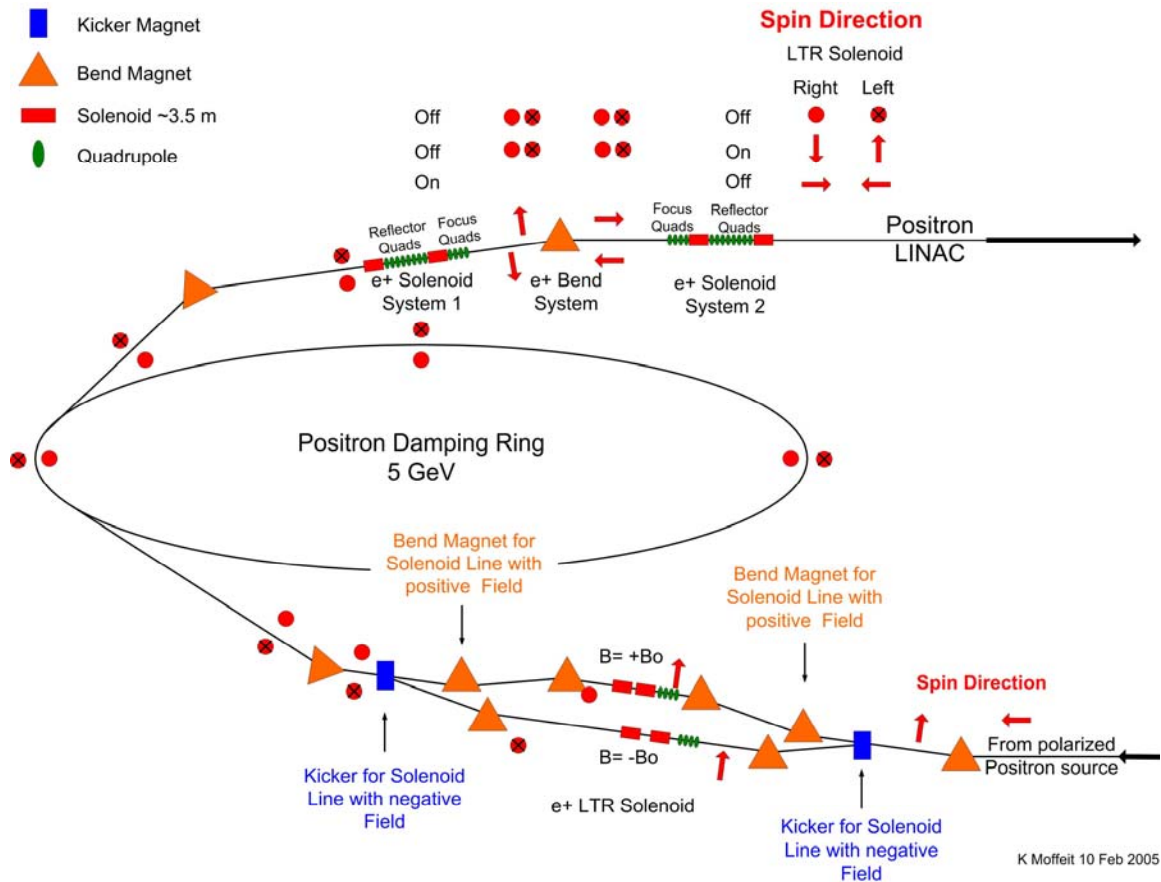 Kicker Magnet
Bend Magnet
Solenoid ~3.5 m
Quadrupole
Spin Direction
LTR Solenoid
Right Left
Off Off
Off On
On Off
Reflector
Quads
Focus
Quads
Focus
Quads
Reflector
Quads
Positron
LINAC
e+ Solenoid
System 1
e+ Bend
System
e+ Solenoid
System 2
Positron Damping Ring
5 GeV
Bend Magnet for
Solenoid Line with
positive Field
Bend Magnet for
Solenoid Line with
positive Field
B= +Bo
Spin Direction
From polarized
Positron source
B= -Bo
e+ LTR Solenoid
Kicker for Solenoid
Line with negative
Field
Kicker for Solenoid
Line with negative
Field
K Moffeit 10 Feb 2005